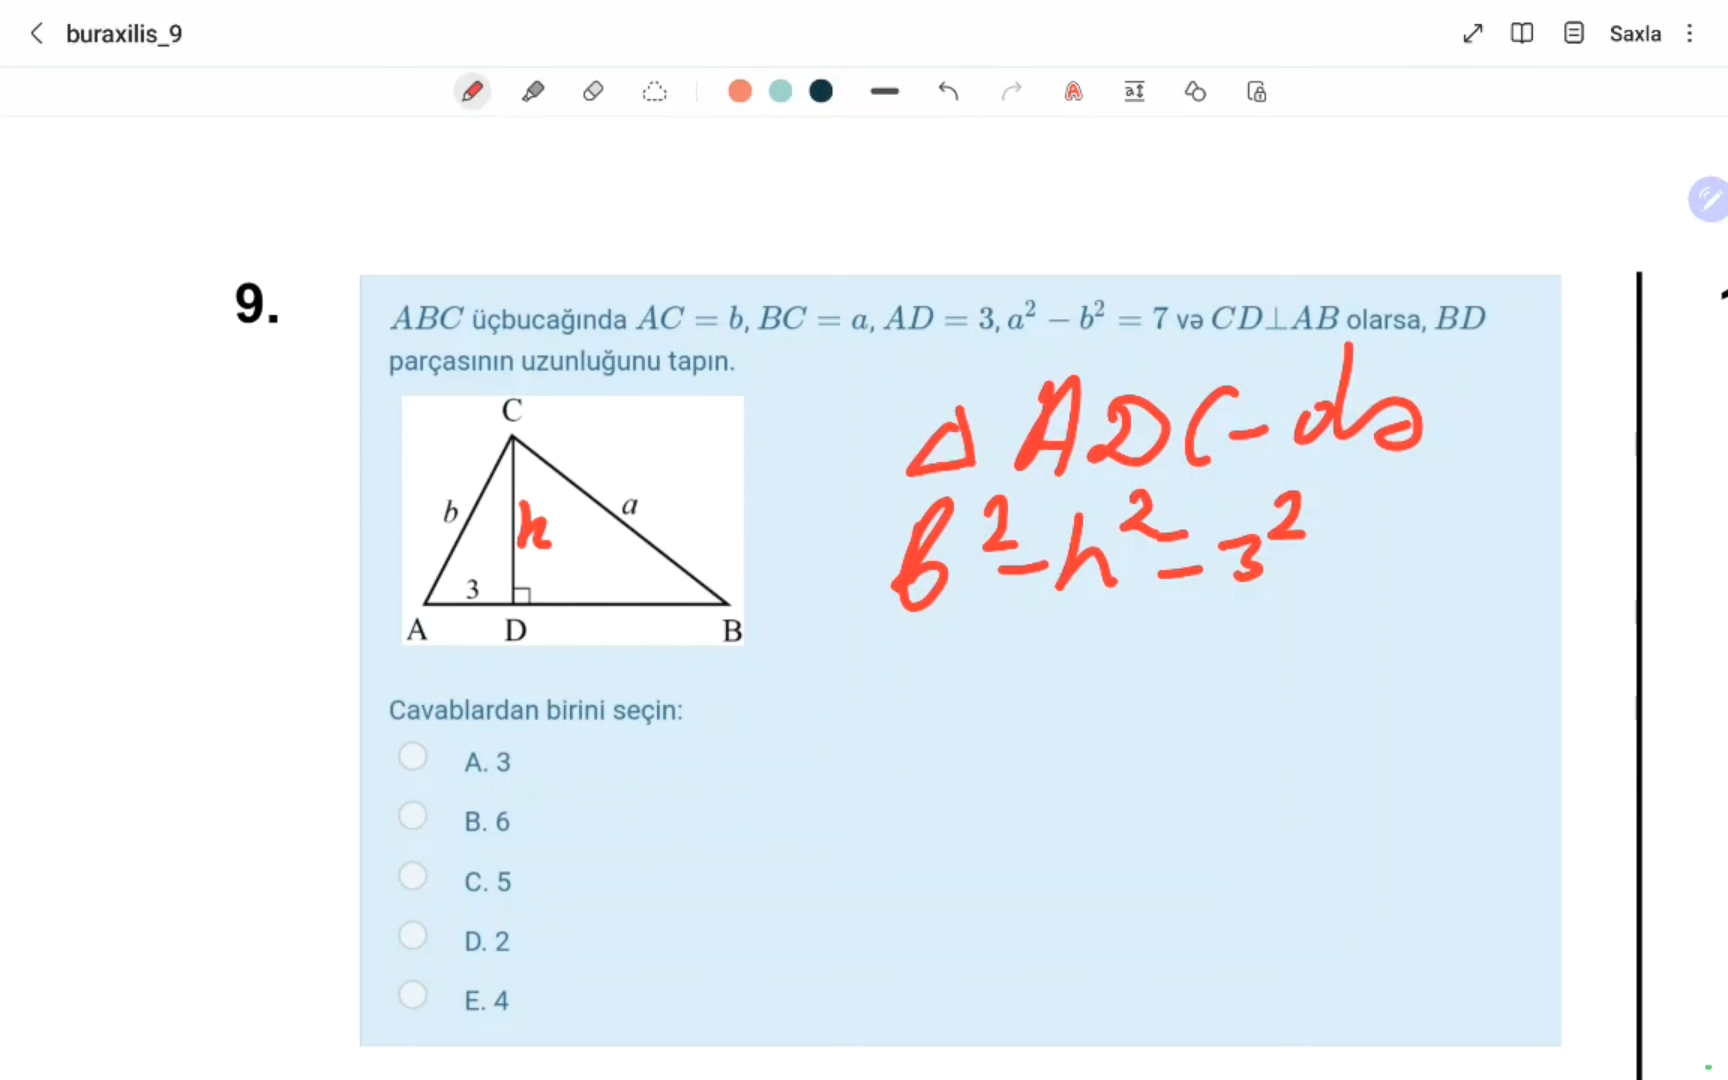 buraxilis_9
Saxla
9.
ABC üçbucağında AC = b, BC = a, AD = 3, a² − b² = 7 və CD⊥AB olarsa, BD
parçasının uzunluğunu tapın.
Δ ADC-də
b² - h² = 3²
C
b
h
a
3
A D B
Cavablardan birini seçin:
A. 3
B. 6
C. 5
D. 2
E. 4